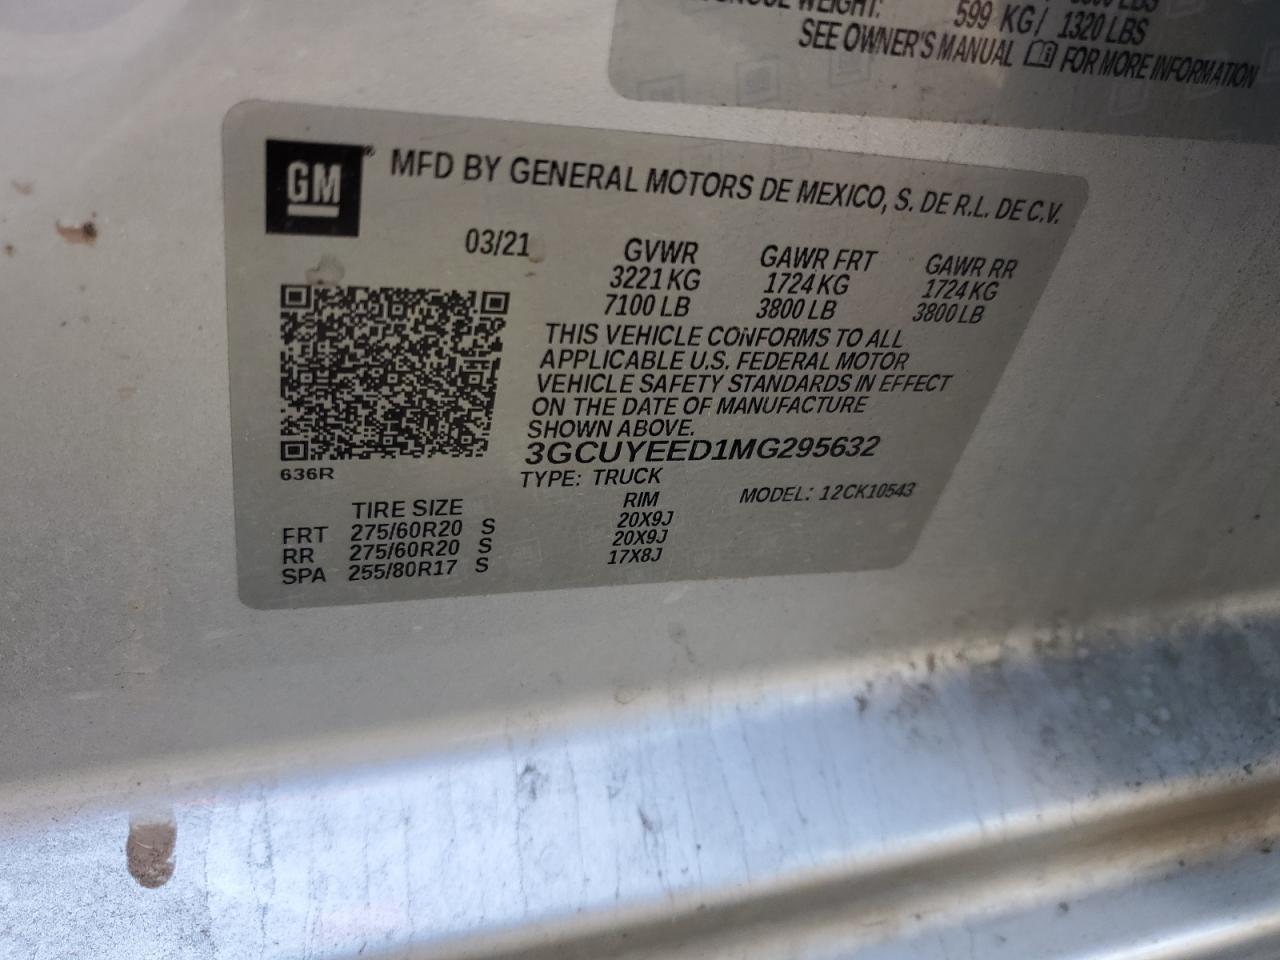 WEIGHT:
599 KG/ 1320 LBS
SEE OWNER'S MANUAL FOR MORE INFORMATION
GM® MFD BY GENERAL MOTORS DE MEXICO, S. DE R.L. DE C.V.
03/21 GVWR GAWR FRT GAWR RR
3221 KG 1724 KG 1724 KG
7100 LB 3800 LB 3800 LB
THIS VEHICLE CONFORMS TO ALL
APPLICABLE U.S. FEDERAL MOTOR
VEHICLE SAFETY STANDARDS IN EFFECT
ON THE DATE OF MANUFACTURE
SHOWN ABOVE.
3GCUYEED1MG295632
636R
TYPE: TRUCK
MODEL: 12CK10543
TIRE SIZE RIM
FRT 275/60R20 S 20X9J
RR 275/60R20 S 20X9J
SPA 255/80R17 S 17X8J